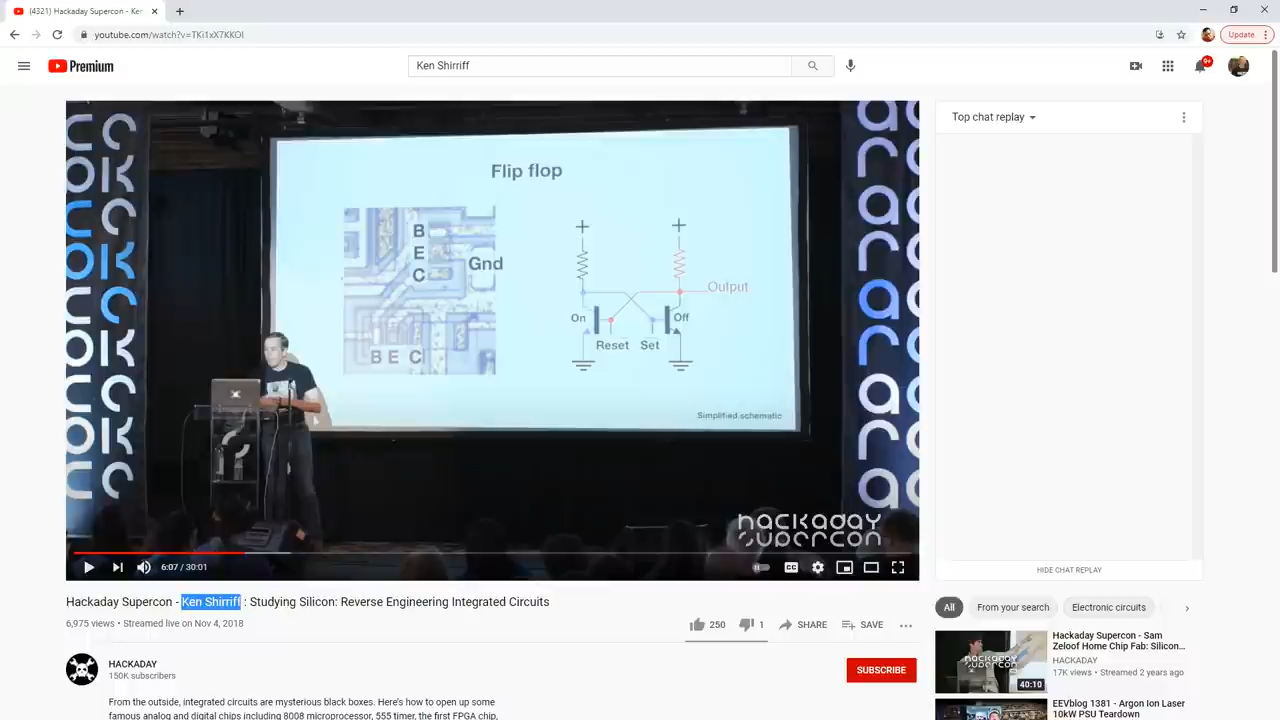 (4321) Hackaday Supercon - Ken
youtube.com/watch?v=TKi1xX7KKOI
Update
Premium
Ken Shirriff
9+
Flip flop
B
E
C
Gnd
B E C
On
Off
Output
Reset Set
Simplified schematic
hackaday
supercon
6:07 / 30:01
Top chat replay
HIDE CHAT REPLAY
Hackaday Supercon - Ken Shirriff : Studying Silicon: Reverse Engineering Integrated Circuits
6,975 views • Streamed live on Nov 4, 2018
250
1
SHARE
SAVE
HACKADAY
150K subscribers
SUBSCRIBE
From the outside, integrated circuits are mysterious black boxes. Here's how to open up some
famous analog and digital chips including 8008 microprocessor, 555 timer, the first FPGA chip,
All
From your search
Electronic circuits
40:10
Hackaday Supercon - Sam
Zeloof Home Chip Fab: Silicon...
HACKADAY
17K views • Streamed 2 years ago
EEVblog 1381 - Argon Ion Laser
10kW PSU Teardown